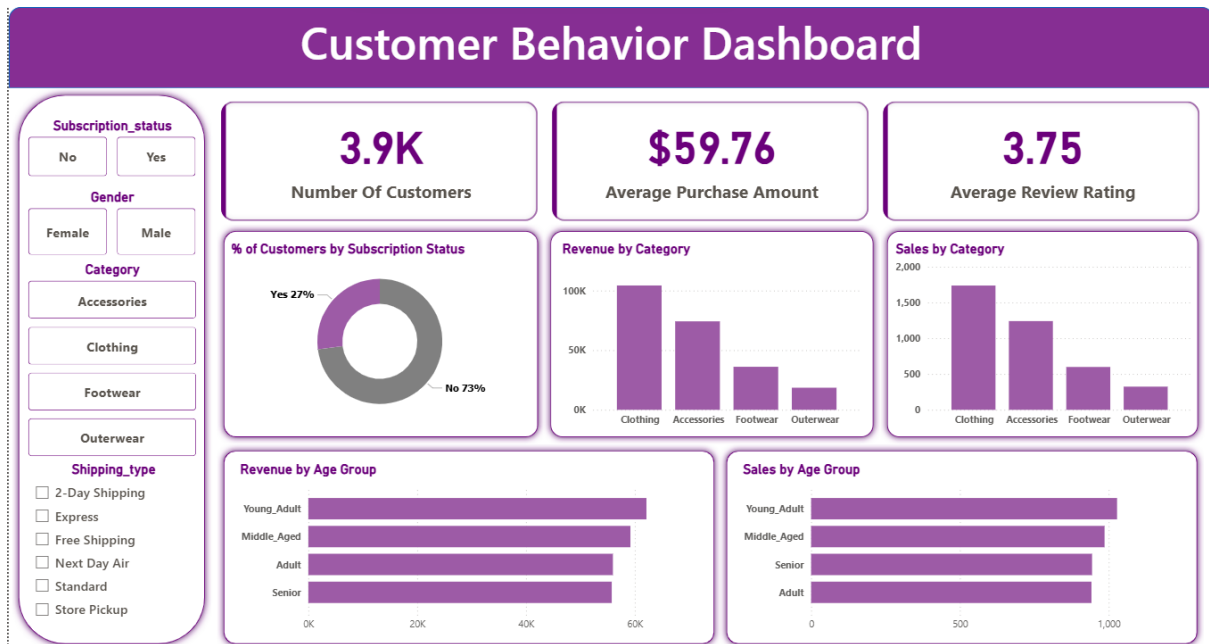 Customer Behavior Dashboard
Subscription_status
No Yes
Gender
Female Male
Category
Accessories
Clothing
Footwear
Outerwear
Shipping_type
2-Day Shipping
Express
Free Shipping
Next Day Air
Standard
Store Pickup
3.9K
Number Of Customers
$59.76
Average Purchase Amount
3.75
Average Review Rating
% of Customers by Subscription Status
Yes 27%
No 73%
Revenue by Category
100K
50K
0K
Clothing Accessories Footwear Outerwear
Sales by Category
2,000
1,500
1,000
500
0
Clothing Accessories Footwear Outerwear
Revenue by Age Group
Young_Adult
Middle_Aged
Adult
Senior
0K 20K 40K 60K
Sales by Age Group
Young_Adult
Middle_Aged
Senior
Adult
0 500 1,000